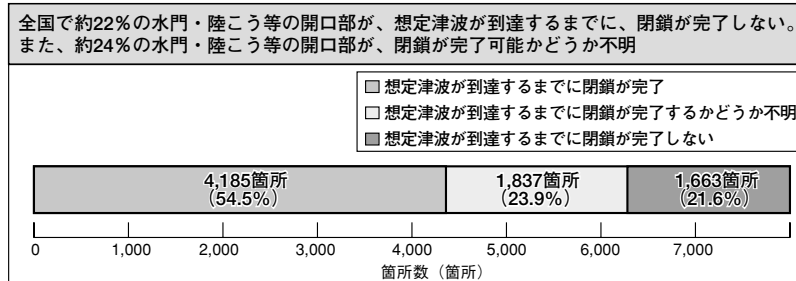 全国で約22％の水門・陸こう等の開口部が、想定津波が到達するまでに、閉鎖が完了しない。
また、約24％の水門・陸こう等の開口部が、閉鎖が完了可能かどうか不明
想定津波が到達するまでに閉鎖が完了
想定津波が到達するまでに閉鎖が完了するかどうか不明
想定津波が到達するまでに閉鎖が完了しない
4,185箇所
（54.5％）
1,837箇所
（23.9％）
1,663箇所
（21.6％）
0 1,000 2,000 3,000 4,000 5,000 6,000 7,000
箇所数（箇所）